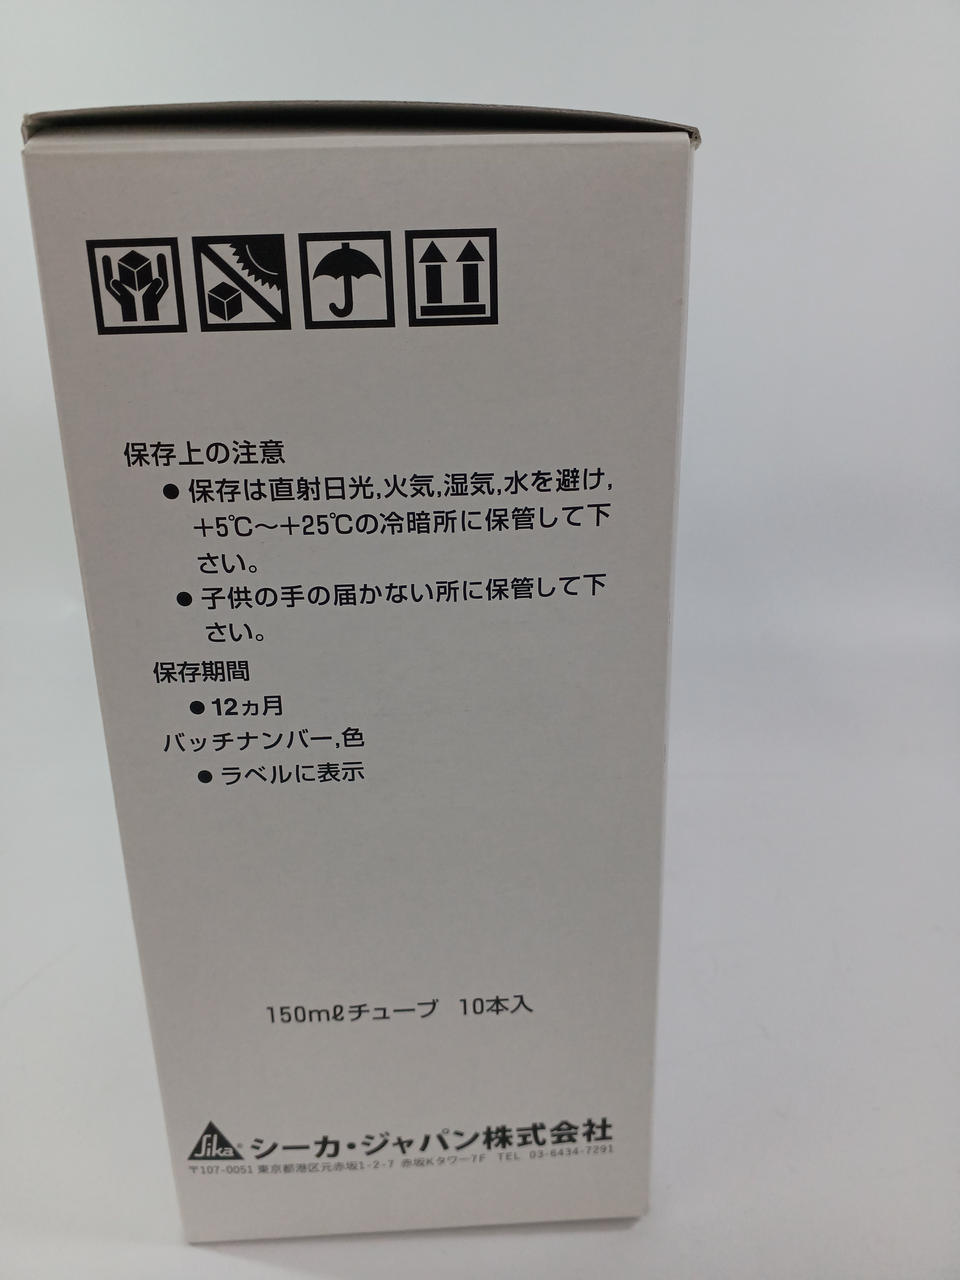 保存上の注意
●保存は直射日光,火気,湿気,水を避け,
+5℃〜+25℃の冷暗所に保管して下
さい。
●子供の手の届かない所に保管して下
さい。
保存期間
●12ヵ月
バッチナンバー,色
●ラベルに表示
150mℓチューブ 10本入
Sika® シーカ・ジャパン株式会社
〒107-0051 東京都港区元赤坂1-2-7 赤坂Kタワー7F TEL 03-6434-7291